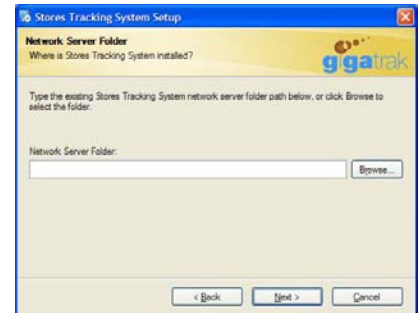 Stores Tracking System Setup
Network Server Folder
Where is Stores Tracking System installed?
gigatrak
Type the existing Stores Tracking System network server folder path below, or click Browse to
select the folder.
Network Server Folder:
Browse...
< Back
Next >
Cancel